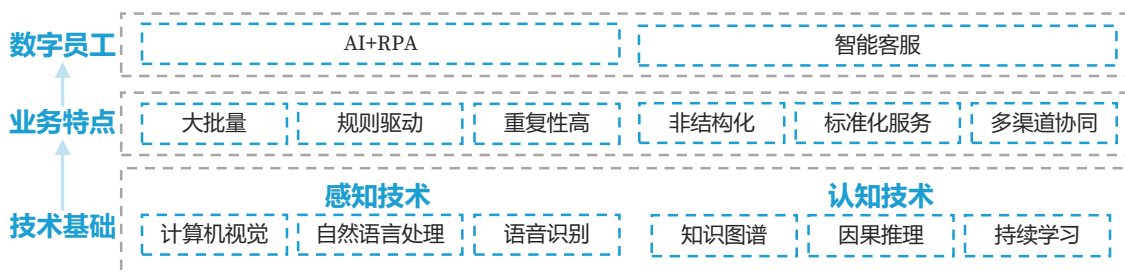 数字员工
AI+RPA
智能客服
业务特点
大批量
规则驱动
重复性高
非结构化
标准化服务
多渠道协同
技术基础
感知技术
认知技术
计算机视觉
自然语言处理
语音识别
知识图谱
因果推理
持续学习